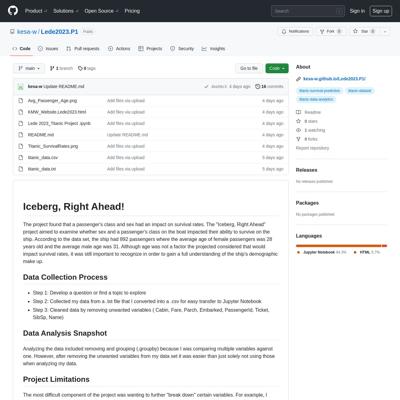 Product Solutions Open Source Pricing Search Sign in Sign up
kesa-w / Lede2023.P1 Public Notifications Fork 0 Star 0
Code Issues Pull requests Actions Projects Security Insights
main 1 branch 0 tags Go to file Code
kesa-w Update README.md 4 days ago 16 commits
Avg_Passenger_Age.png Add files via upload 4 days ago
KMW_Website.Lede2023.html Add files via upload 4 days ago
Lede 2023_Titanic Project .ipynb Add files via upload 4 days ago
README.md Update README.md 4 days ago
Titanic_SurvivalRates.png Add files via upload 4 days ago
titanic_data.csv Add files via upload 5 days ago
titanic_data.txt Add files via upload 5 days ago
Iceberg, Right Ahead!
The project found that a passenger's class and sex had an impact on survival rates. The "Iceberg, Right Ahead"
project aimed to examine whether sex and a passenger's class on the boat impacted their ability to survive on the
ship. According to the data set, the ship had 892 passengers where the average age of female passengers was 28
years old and the average male age was 31. Although age was not a factor the projected considered that would
impact survival rates, it was still important to recognize in order to gain a full understanding of the ship's demographic
make up.
Data Collection Process
Step 1: Develop a question or find a topic to explore
Step 2: Collected my data from a .txt file that I converted into a .csv for easy transfer to Jupyter Notebook
Step 3: Cleaned data by removing unwanted variables ( Cabin, Fare, Parch, Embarked, PassengerId, Ticket,
SibSp, Name)
Data Analysis Snapshot
Analyzing the data included removing and grouping (.groupby) because I was comparing multiple variables against
one. However, after removing the unwanted variables from my data set it was easier than just solely not using those
when analyzing my data.
Project Limitations
The most difficult component of the project was wanting to further "break down" certain variables. For example, I
About
kesa-w.github.io/Lede2023.P1/
titanic-survival-prediction titanic-dataset
titanic-data-analytics
Readme
0 stars
1 watching
0 forks
Report repository
Releases
No releases published
Packages
No packages published
Languages
Jupyter Notebook HTML